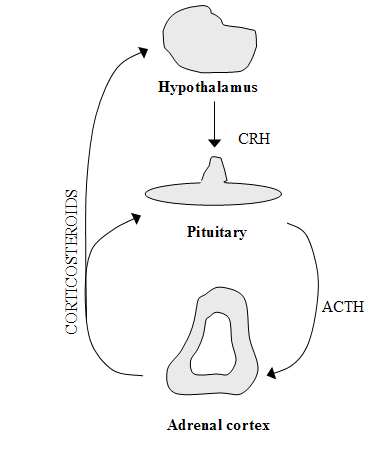 Hypothalamus
CRH
CORTICOSTEROIDS
Pituitary
ACTH
Adrenal cortex